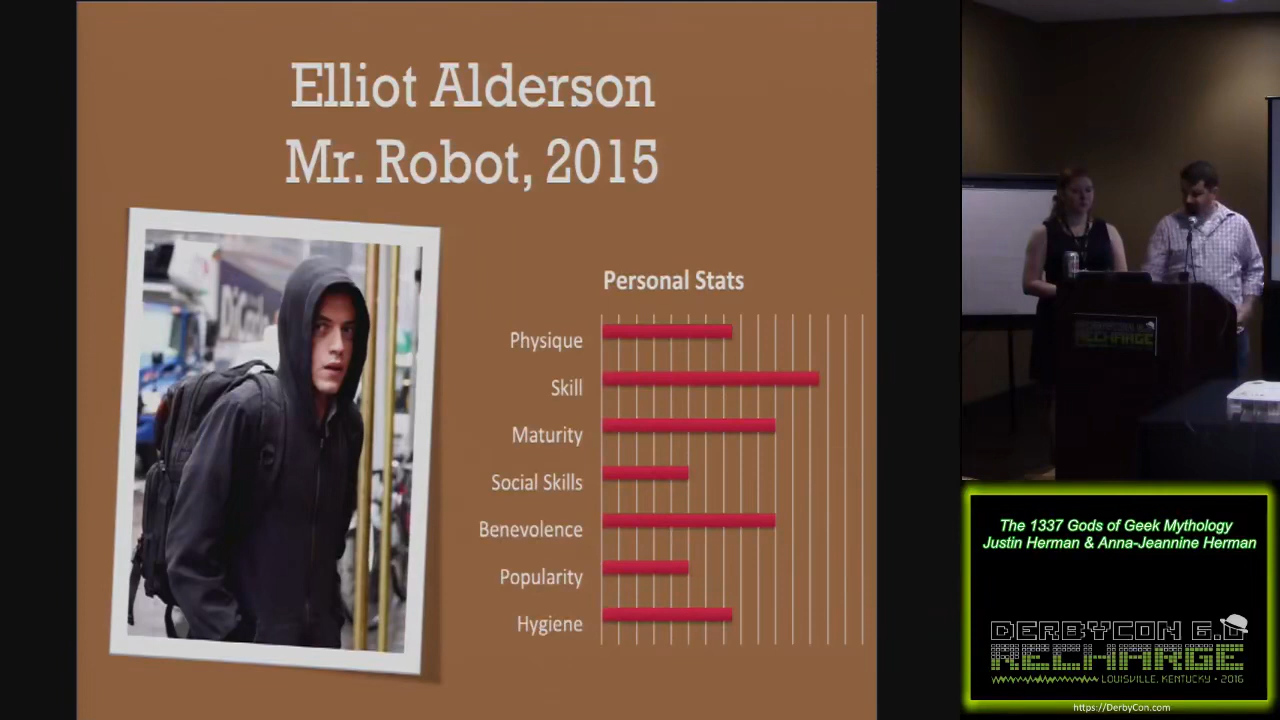 Elliot Alderson
Mr. Robot, 2015
Personal Stats
Physique
Skill
Maturity
Social Skills
Benevolence
Popularity
Hygiene
RECHARGE
The 1337 Gods of Geek Mythology
Justin Herman & Anna-Jeannine Herman
DERBYCON 6.0
RECHARGE
LOUISVILLE, KENTUCKY • 2016
https://DerbyCon.com